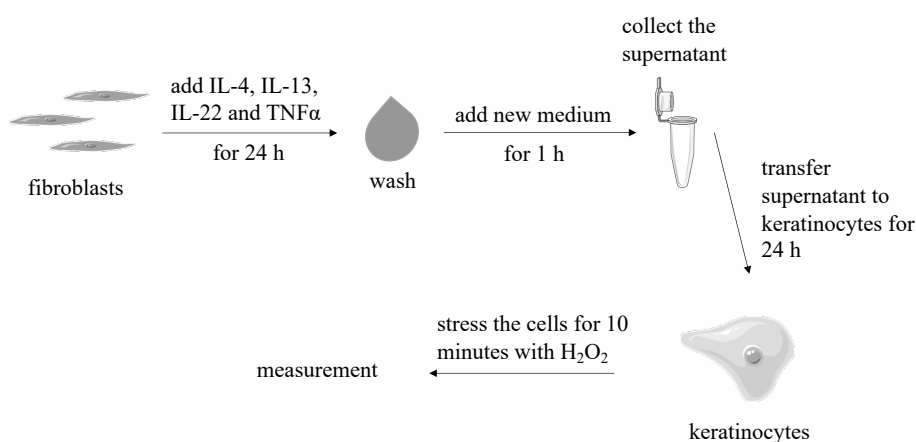 collect the
supernatant
add IL-4, IL-13,
IL-22 and TNFα
for 24 h
add new medium
for 1 h
fibroblasts
wash
transfer
supernatant to
keratinocytes for
24 h
stress the cells for 10
minutes with H₂O₂
measurement
keratinocytes